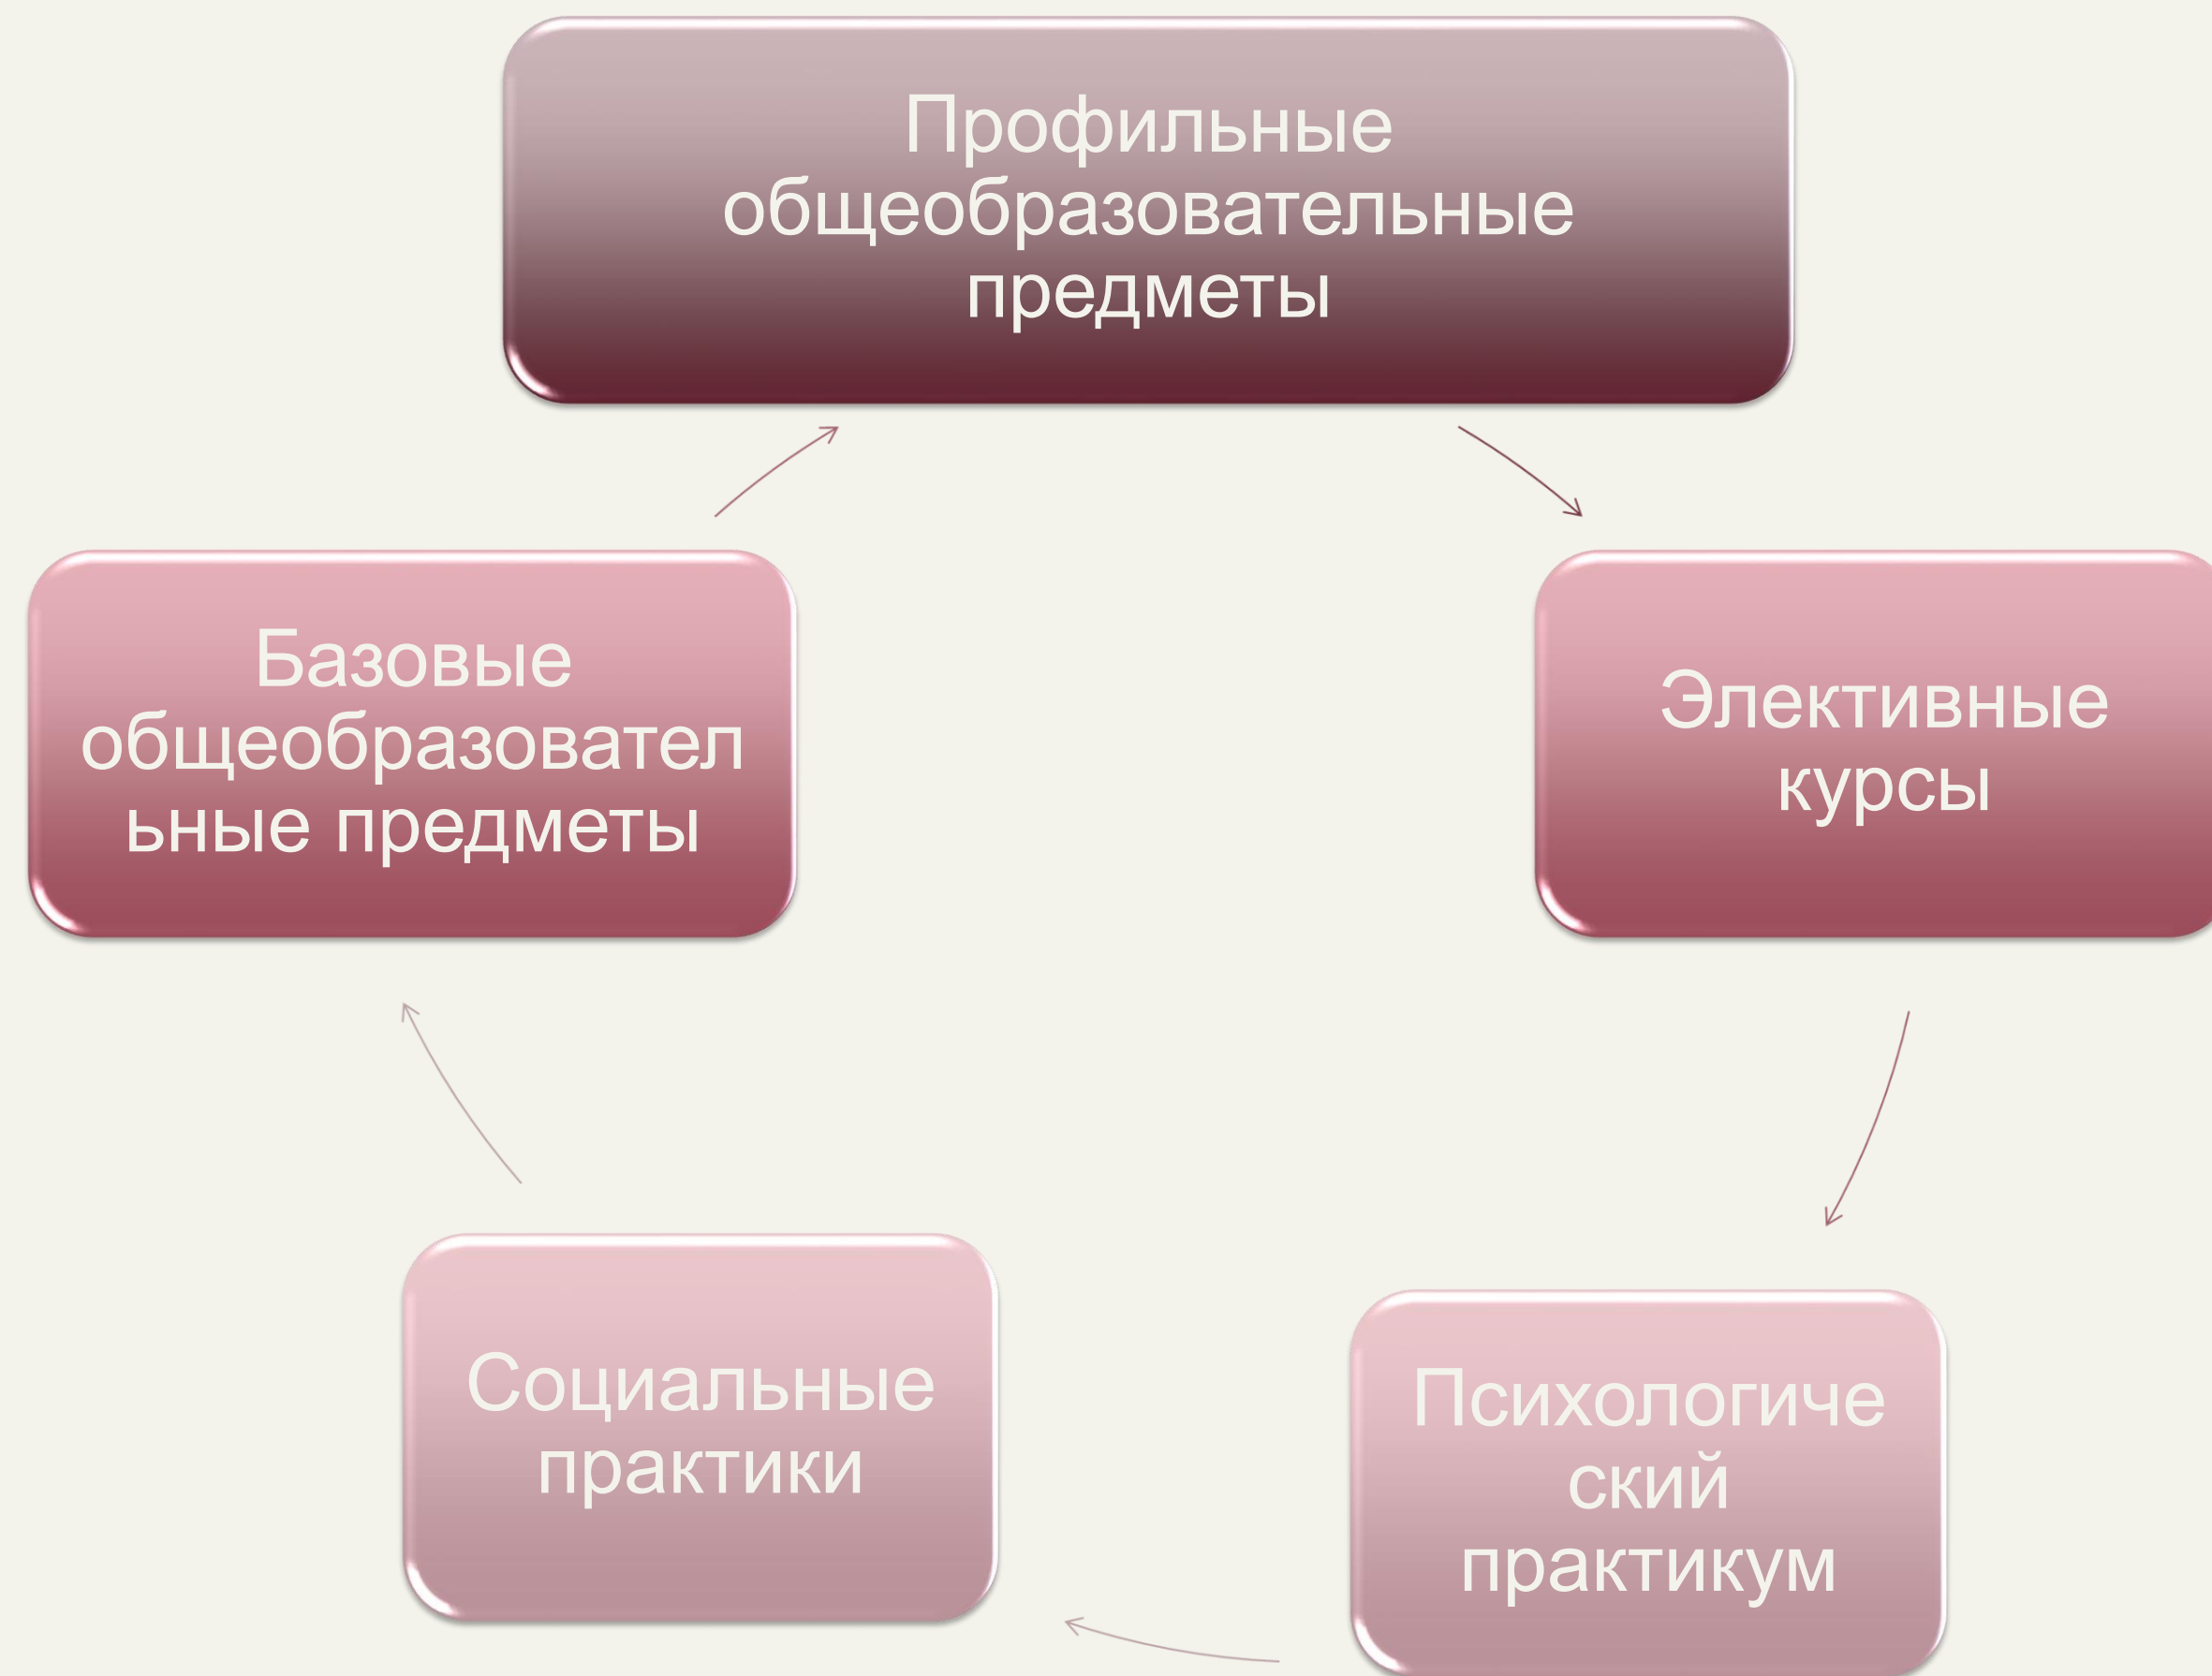 Профильные
общеобразовательные
предметы
Базовые
общеобразовател
ьные предметы
Элективные
курсы
Социальные
практики
Психологиче
ский
практикум